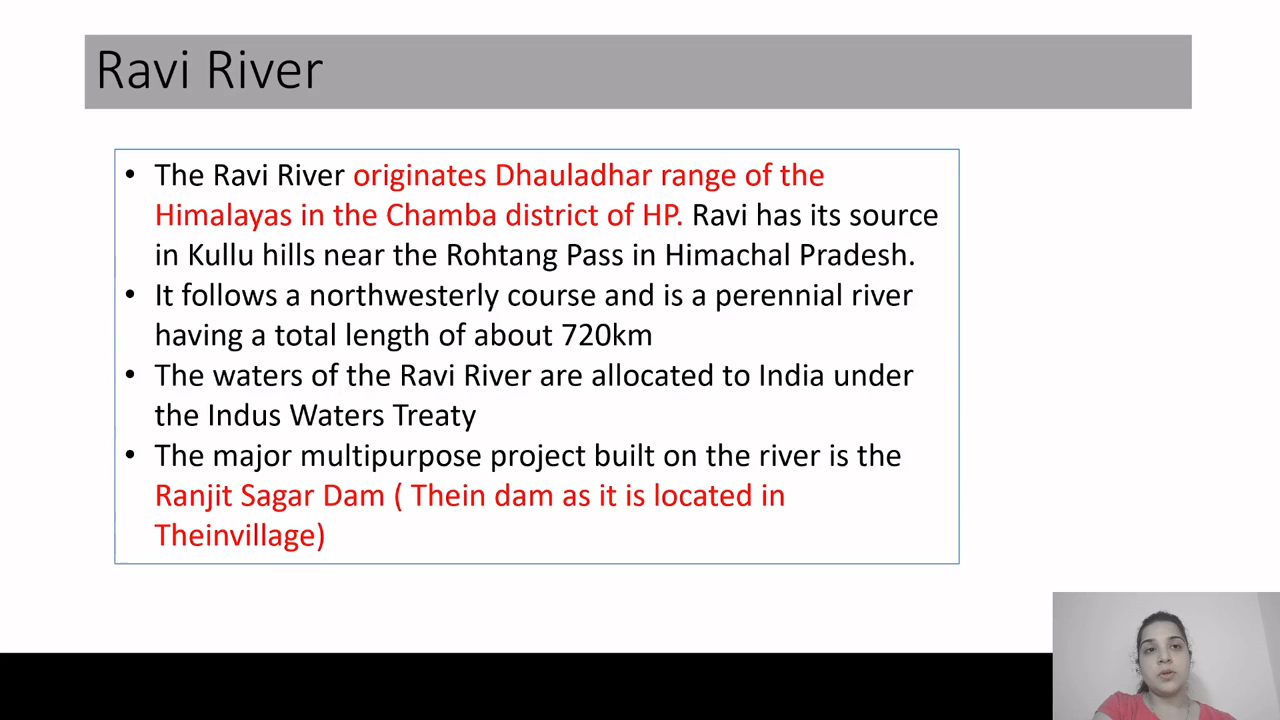 Ravi River
• The Ravi River originates Dhauladhar range of the
Himalayas in the Chamba district of HP. Ravi has its source
in Kullu hills near the Rohtang Pass in Himachal Pradesh.
• It follows a northwesterly course and is a perennial river
having a total length of about 720km
• The waters of the Ravi River are allocated to India under
the Indus Waters Treaty
• The major multipurpose project built on the river is the
Ranjit Sagar Dam ( Thein dam as it is located in
Theinvillage)